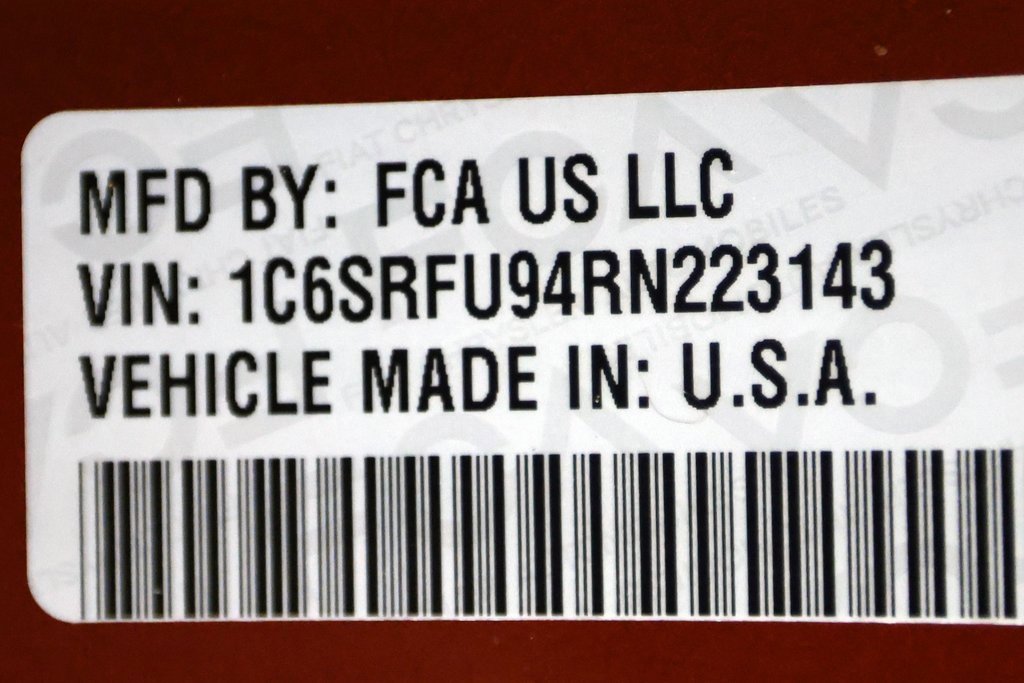 MFD BY: FCA US LLC
VIN: 1C6SRFU94RN223143
VEHICLE MADE IN: U.S.A.